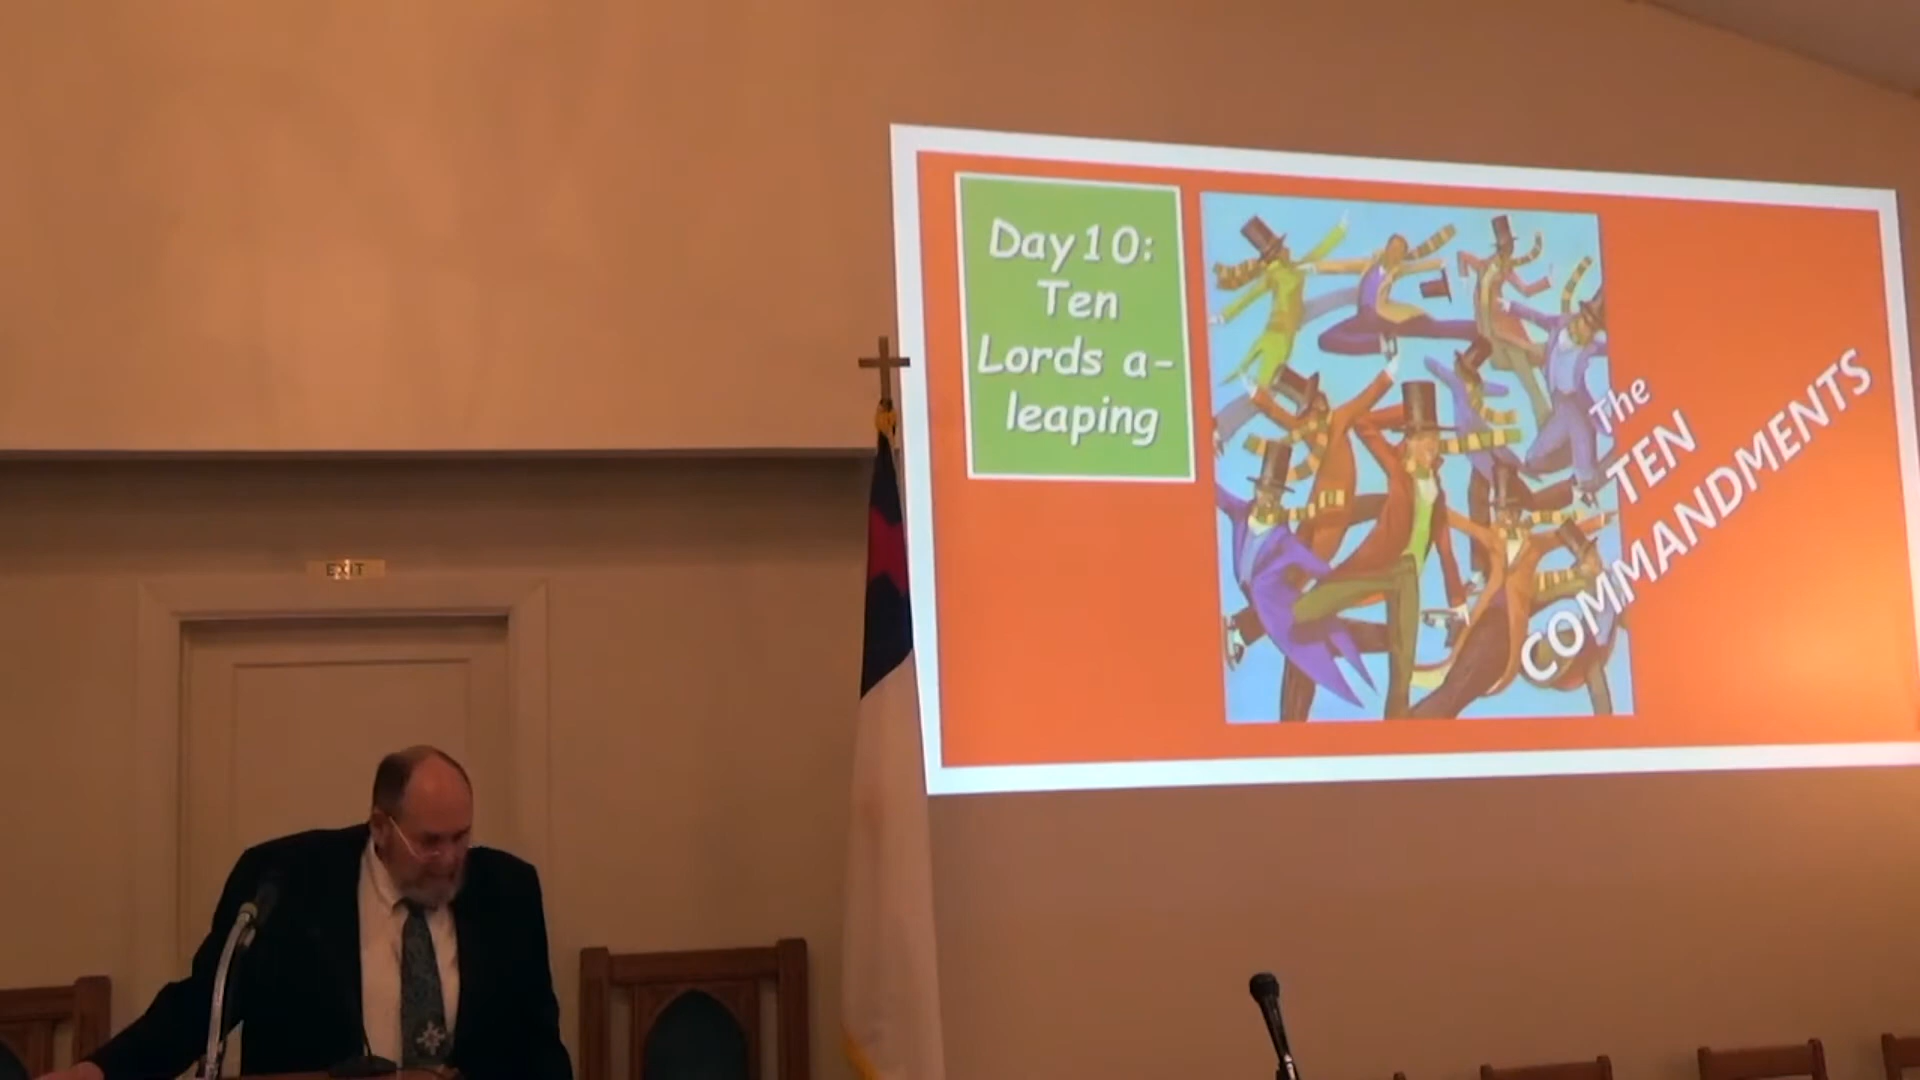 Day 10:
Ten
Lords a-
leaping
The
TEN
COMMANDMENTS
EXIT